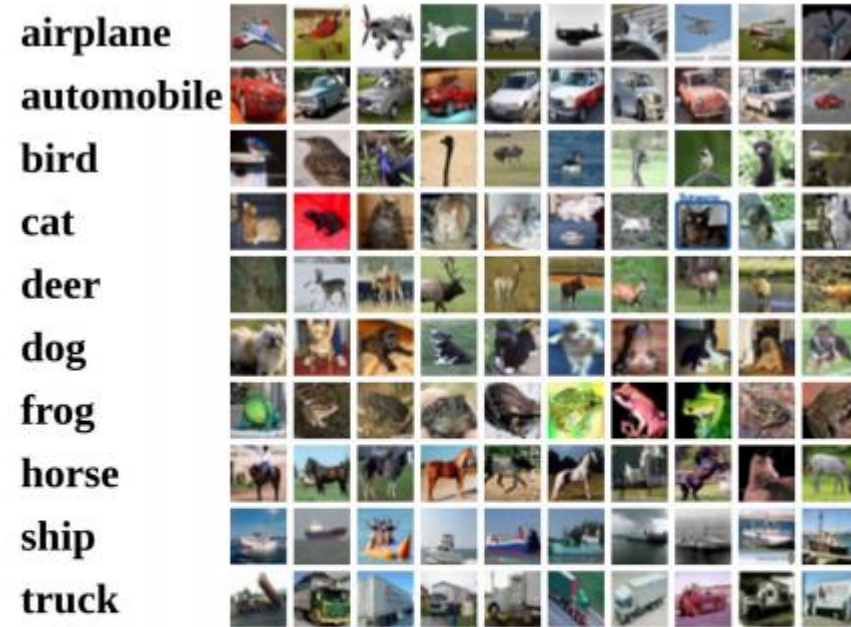 airplane
automobile
bird
cat
deer
dog
frog
horse
ship
truck